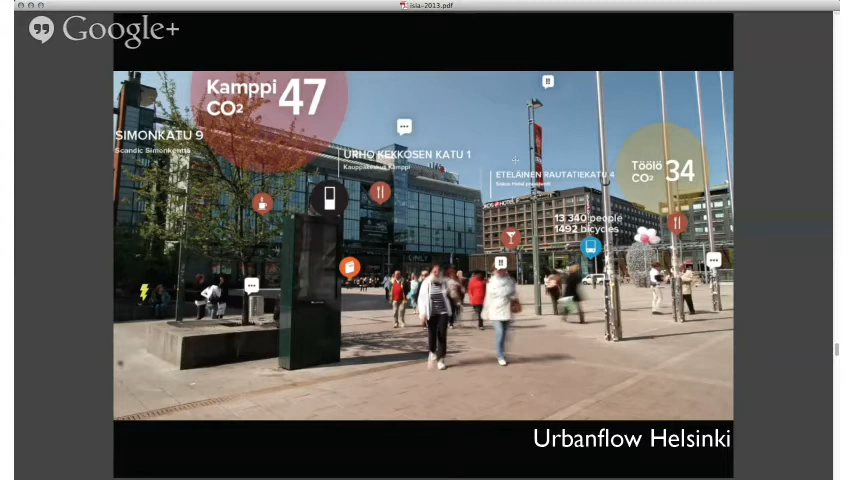 isia-2013.pdf
Google+
Kamppi 47
CO2
SIMONKATU 9
Scandic Simonkenttä
URHO KEKKOSEN KATU 1
Kauppakeskus Kamppi
ETELÄINEN RAUTATIEKATU 4
Töölö 34
CO2
13 340 people
1492 bicycles
Urbanflow Helsinki